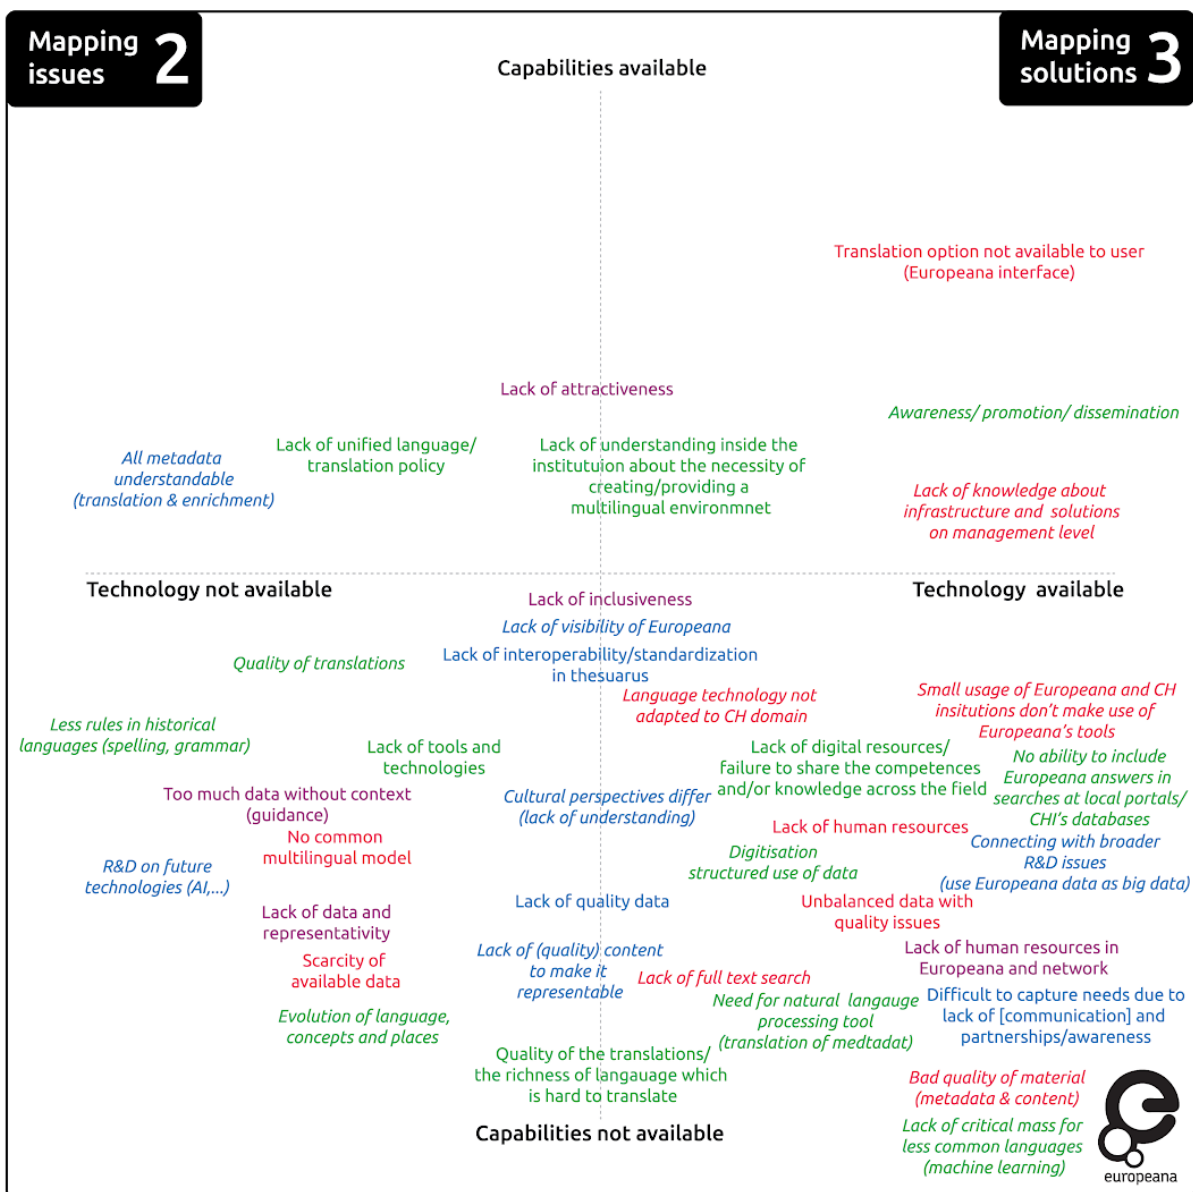 Mapping
issues 2
Mapping
solutions 3
Capabilities available
Translation option not available to user
(Europeana interface)
Lack of attractiveness
Awareness/ promotion/ dissemination
All metadata
understandable
(translation & enrichment)
Lack of unified language/
translation policy
Lack of understanding inside the
institutuion about the necessity of
creating/providing a
multilingual environmnet
Lack of knowledge about
infrastructure and solutions
on management level
Technology not available
Technology available
Lack of inclusiveness
Lack of visibility of Europeana
Quality of translations
Lack of interoperability/standardization
in thesuarus
Language technology not
adapted to CH domain
Small usage of Europeana and CH
insitutions don't make use of
Europeana's tools
Less rules in historical
languages (spelling, grammar)
Lack of tools and
technologies
Lack of digital resources/
failure to share the competences
and/or knowledge across the field
No ability to include
Europeana answers in
searches at local portals/
CHI's databases
Too much data without context
(guidance)
Cultural perspectives differ
(lack of understanding)
No common
multilingual model
Lack of human resources
Connecting with broader
R&D issues
(use Europeana data as big data)
R&D on future
technologies (AI,...)
Digitisation
structured use of data
Lack of data and
representativity
Lack of quality data
Unbalanced data with
quality issues
Scarcity of
available data
Lack of (quality) content
to make it
representable
Lack of full text search
Lack of human resources in
Europeana and network
Evolution of language,
concepts and places
Need for natural langauge
processing tool
(translation of medtadat)
Difficult to capture needs due to
lack of [communication] and
partnerships/awareness
Quality of the translations/
the richness of langauage which
is hard to translate
Bad quality of material
(metadata & content)
Capabilities not available
Lack of critical mass for
less common languages
(machine learning)
europeana